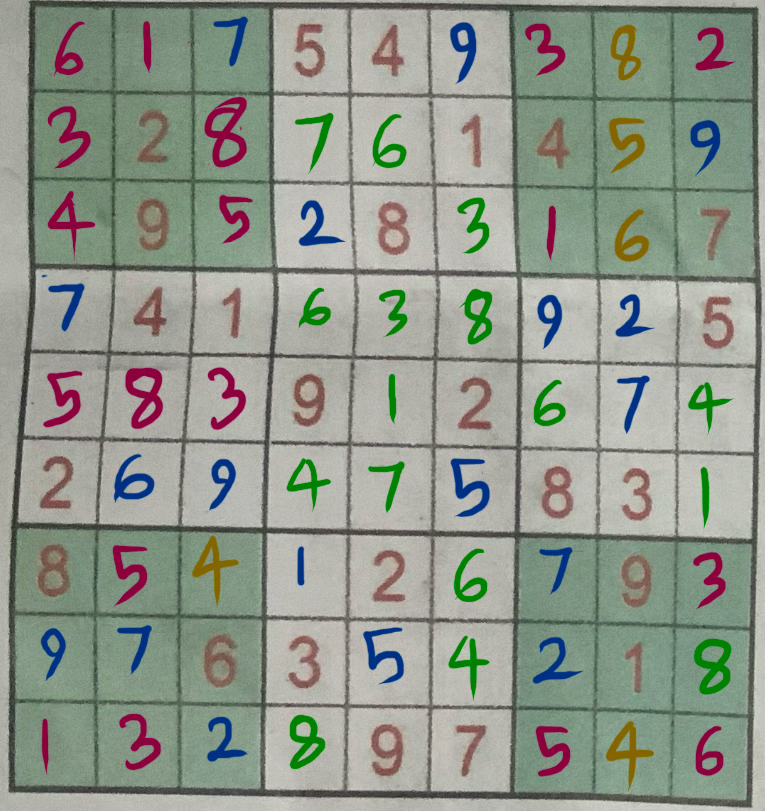 6 1 7 5 4 9 3 8 2
3 2 8 7 6 1 4 5 9
4 9 5 2 8 3 1 6 7
7 4 1 6 3 8 9 2 5
5 8 3 9 1 2 6 7 4
2 6 9 4 7 5 8 3 1
8 5 4 1 2 6 7 9 3
9 7 6 3 5 4 2 1 8
1 3 2 8 9 7 5 4 6